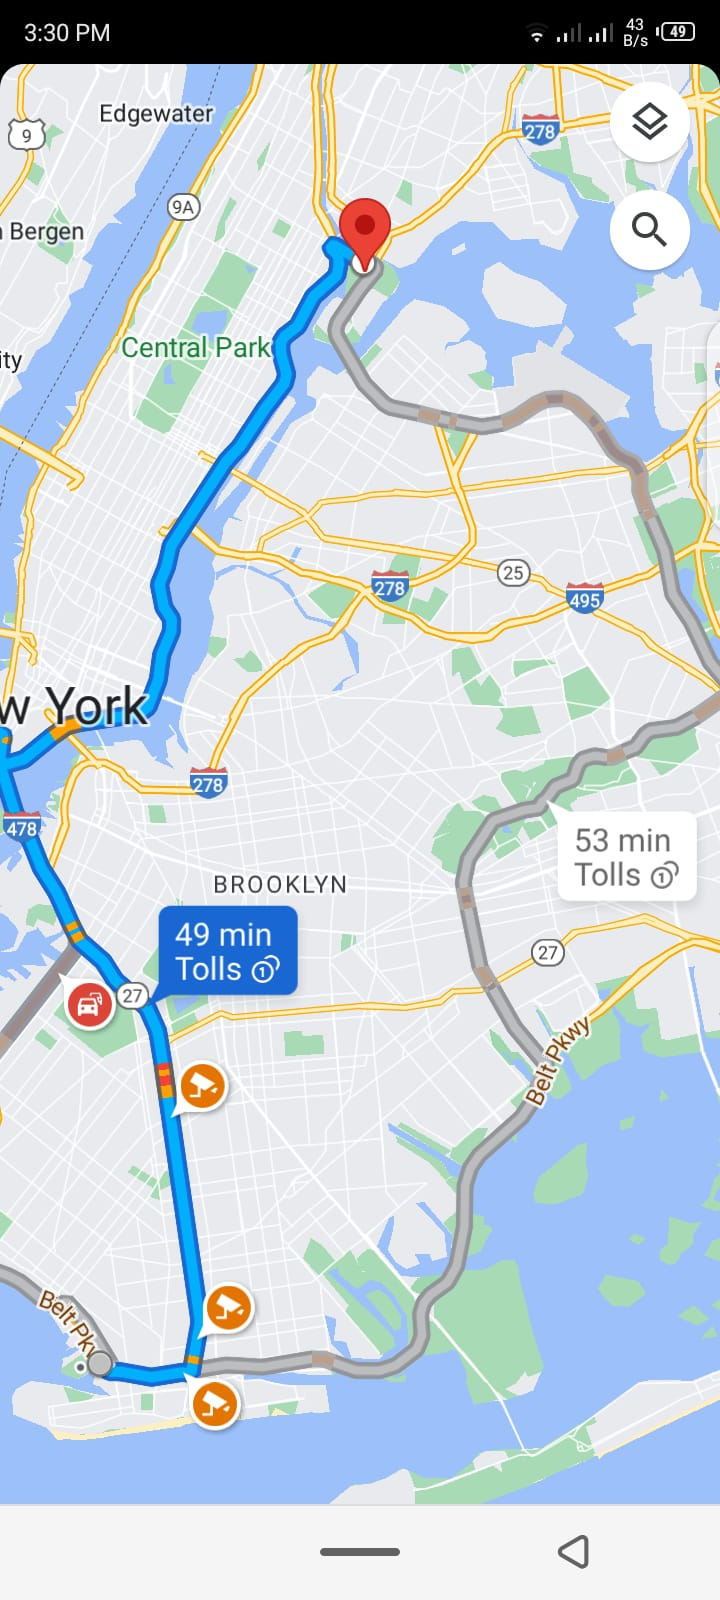 3:30 PM
43
B/s
49
Edgewater
9
278
9A
Bergen
ity
Central Park
25
278
495
w York
278
478
53 min
Tolls
BROOKLYN
49 min
Tolls
27
27
Belt Pkwy
Belt Pkw